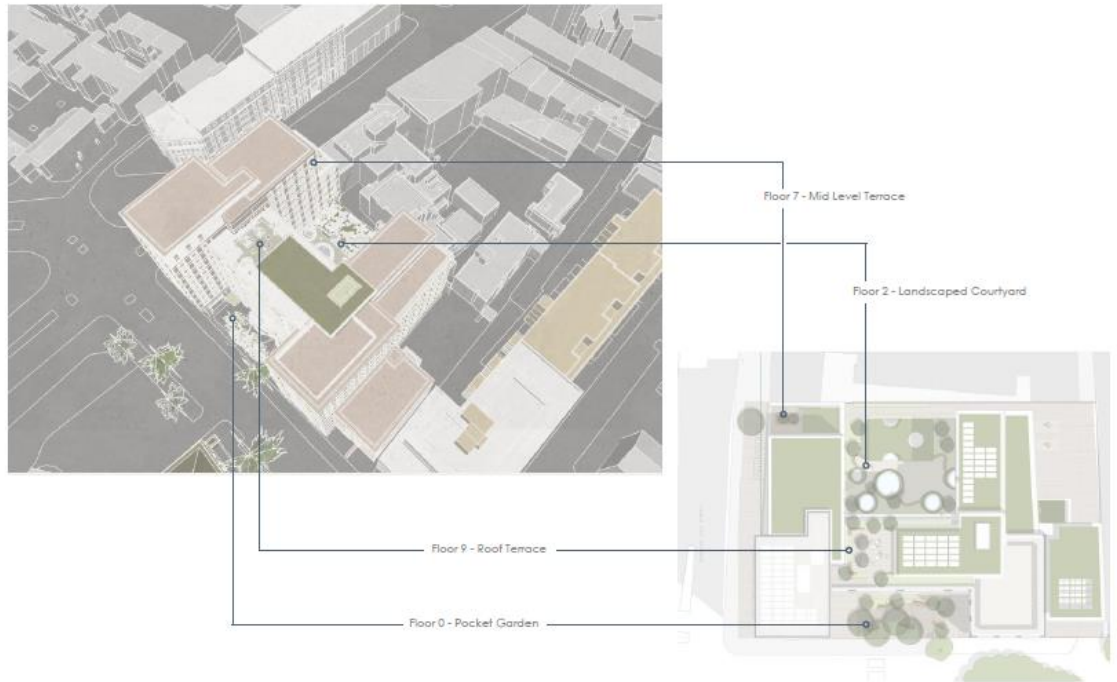 Floor 7 - Mid Level Terrace
Floor 2 - Landscaped Courtyard
Floor 9 - Roof Terrace
Floor 0 - Pocket Garden